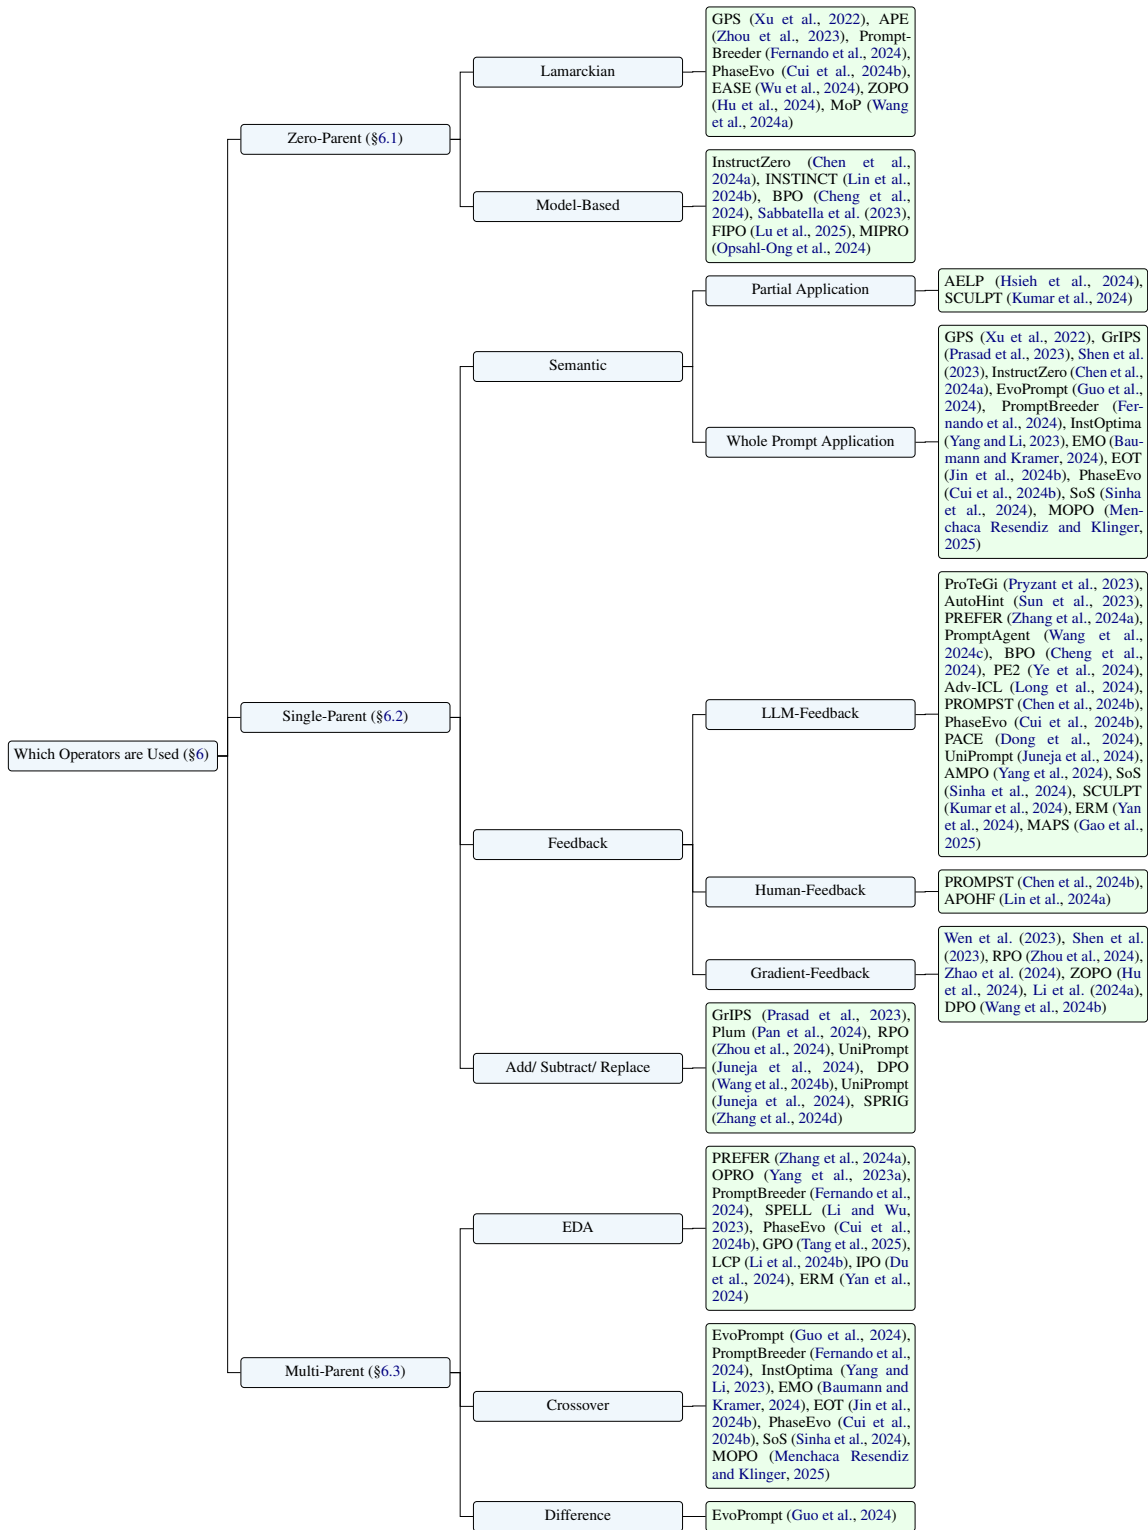 Which Operators are Used (§6)
Zero-Parent (§6.1)
Lamarckian
GPS (Xu et al., 2022), APE
(Zhou et al., 2023), Prompt-
Breeder (Fernando et al., 2024),
PhaseEvo (Cui et al., 2024b),
EASE (Wu et al., 2024), ZOPO
(Hu et al., 2024), MoP (Wang
et al., 2024a)
Model-Based
InstructZero (Chen et al.,
2024a), INSTINCT (Lin et al.,
2024b), BPO (Cheng et al.,
2024), Sabbatella et al. (2023),
FIPO (Lu et al., 2025), MIPRO
(Opsahl-Ong et al., 2024)
Single-Parent (§6.2)
Semantic
Partial Application
AELP (Hsieh et al., 2024),
SCULPT (Kumar et al., 2024)
Whole Prompt Application
GPS (Xu et al., 2022), GrIPS
(Prasad et al., 2023), Shen et al.
(2023), InstructZero (Chen et al.,
2024a), EvoPrompt (Guo et al.,
2024), PromptBreeder (Fer-
nando et al., 2024), InstOptima
(Yang and Li, 2023), EMO (Bau-
mann and Kramer, 2024), EOT
(Jin et al., 2024b), PhaseEvo
(Cui et al., 2024b), SoS (Sinha
et al., 2024), MOPO (Men-
chaca Resendiz and Klinger,
2025)
Feedback
LLM-Feedback
ProTeGi (Pryzant et al., 2023),
AutoHint (Sun et al., 2023),
PREFER (Zhang et al., 2024a),
PromptAgent (Wang et al.,
2024c), BPO (Cheng et al.,
2024), PE2 (Ye et al., 2024),
Adv-ICL (Long et al., 2024),
PROMPST (Chen et al., 2024b),
PhaseEvo (Cui et al., 2024b),
PACE (Dong et al., 2024),
UniPrompt (Juneja et al., 2024),
AMPO (Yang et al., 2024), SoS
(Sinha et al., 2024), SCULPT
(Kumar et al., 2024), ERM (Yan
et al., 2024), MAPS (Gao et al.,
2025)
Human-Feedback
PROMPST (Chen et al., 2024b),
APOHF (Lin et al., 2024a)
Gradient-Feedback
Wen et al. (2023), Shen et al.
(2023), RPO (Zhou et al., 2024),
Zhao et al. (2024), ZOPO (Hu
et al., 2024), Li et al. (2024a),
DPO (Wang et al., 2024b)
Add/ Subtract/ Replace
GrIPS (Prasad et al., 2023),
Plum (Pan et al., 2024), RPO
(Zhou et al., 2024), UniPrompt
(Juneja et al., 2024), DPO
(Wang et al., 2024b), UniPrompt
(Juneja et al., 2024), SPRIG
(Zhang et al., 2024d)
Multi-Parent (§6.3)
EDA
PREFER (Zhang et al., 2024a),
OPRO (Yang et al., 2023a),
PromptBreeder (Fernando et al.,
2024), SPELL (Li and Wu,
2023), PhaseEvo (Cui et al.,
2024b), GPO (Tang et al., 2025),
LCP (Li et al., 2024b), IPO (Du
et al., 2024), ERM (Yan et al.,
2024)
Crossover
EvoPrompt (Guo et al., 2024),
PromptBreeder (Fernando et al.,
2024), InstOptima (Yang and
Li, 2023), EMO (Baumann and
Kramer, 2024), EOT (Jin et al.,
2024b), PhaseEvo (Cui et al.,
2024b), SoS (Sinha et al., 2024),
MOPO (Menchaca Resendiz
and Klinger, 2025)
Difference
EvoPrompt (Guo et al., 2024)